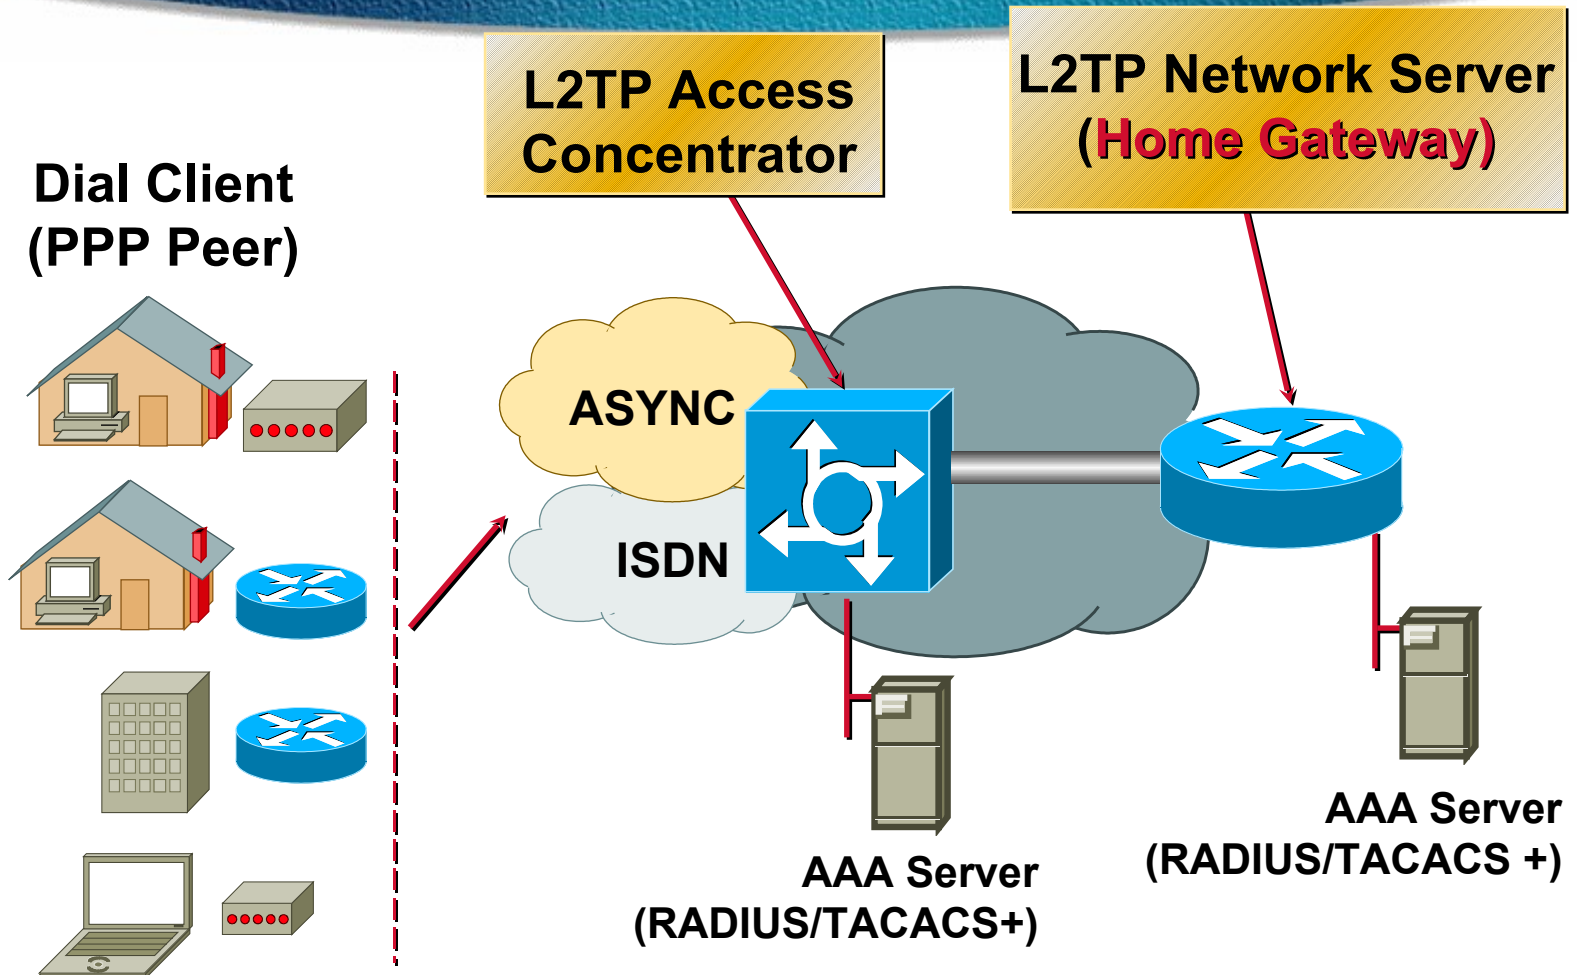 L2TP Access
Concentrator
L2TP Network Server
(Home Gateway)
Dial Client
(PPP Peer)
ASYNC
ISDN
AAA Server
(RADIUS/TACACS+)
AAA Server
(RADIUS/TACACS +)